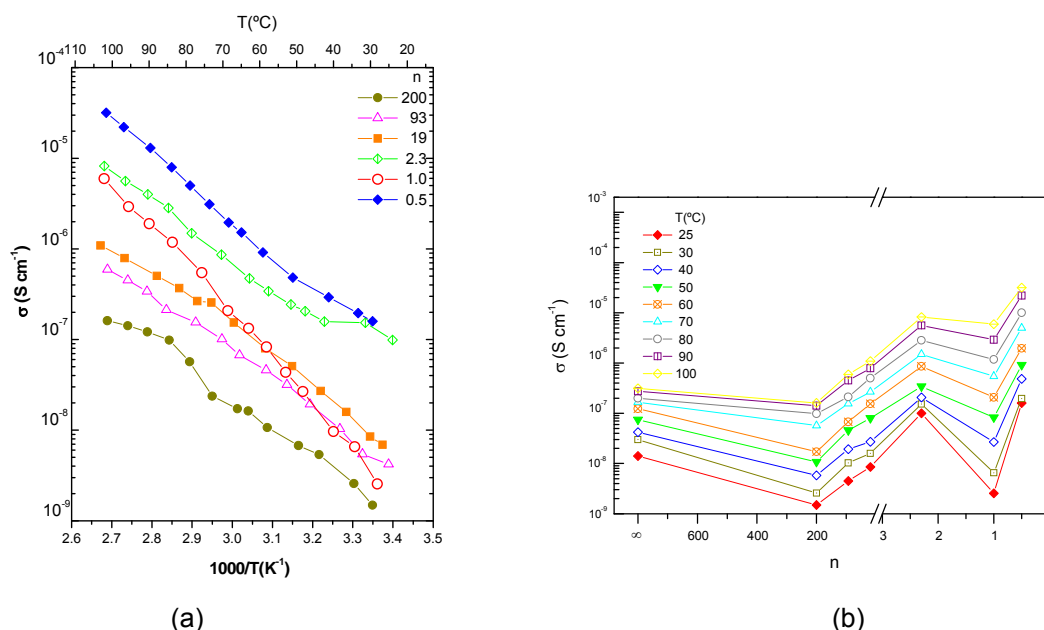 T(ºC)
110 100 90 80 70 60 50 40 30 20
10⁻⁴
10⁻⁵
10⁻⁶
10⁻⁷
10⁻⁸
10⁻⁹
σ (S cm⁻¹)
n
200
93
19
2.3
1.0
0.5
2.6 2.7 2.8 2.9 3.0 3.1 3.2 3.3 3.4 3.5
1000/T(K⁻¹)
(a)
10⁻³
10⁻⁴
10⁻⁵
10⁻⁶
10⁻⁷
10⁻⁸
10⁻⁹
σ (S cm⁻¹)
T(ºC)
25
30
40
50
60
70
80
90
100
∞ 600 400 200 3 2 1
n
(b)